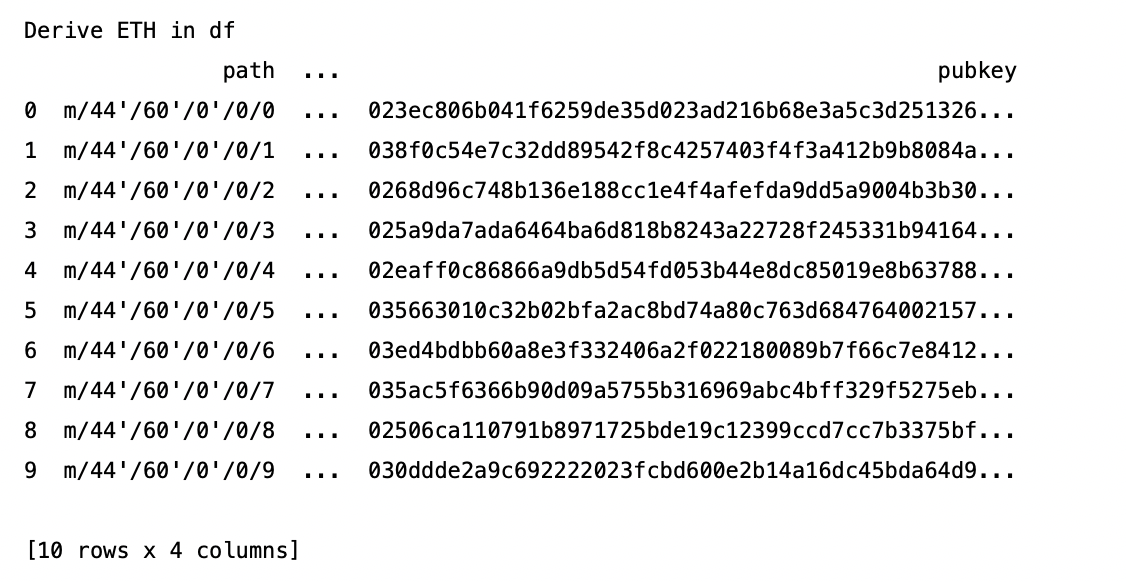 Derive ETH in df
path ... pubkey
0 m/44'/60'/0'/0/0 ... 023ec806b041f6259de35d023ad216b68e3a5c3d251326...
1 m/44'/60'/0'/0/1 ... 038f0c54e7c32dd89542f8c4257403f4f3a412b9b8084a...
2 m/44'/60'/0'/0/2 ... 0268d96c748b136e188cc1e4f4afefda9dd5a9004b3b30...
3 m/44'/60'/0'/0/3 ... 025a9da7ada6464ba6d818b8243a22728f245331b94164...
4 m/44'/60'/0'/0/4 ... 02eaff0c86866a9db5d54fd053b44e8dc85019e8b63788...
5 m/44'/60'/0'/0/5 ... 035663010c32b02bfa2ac8bd74a80c763d684764002157...
6 m/44'/60'/0'/0/6 ... 03ed4bdbb60a8e3f332406a2f022180089b7f66c7e8412...
7 m/44'/60'/0'/0/7 ... 035ac5f6366b90d09a5755b316969abc4bff329f5275eb...
8 m/44'/60'/0'/0/8 ... 02506ca110791b8971725bde19c12399ccd7cc7b3375bf...
9 m/44'/60'/0'/0/9 ... 030ddde2a9c692222023fcbd600e2b14a16dc45bda64d9...
[10 rows x 4 columns]